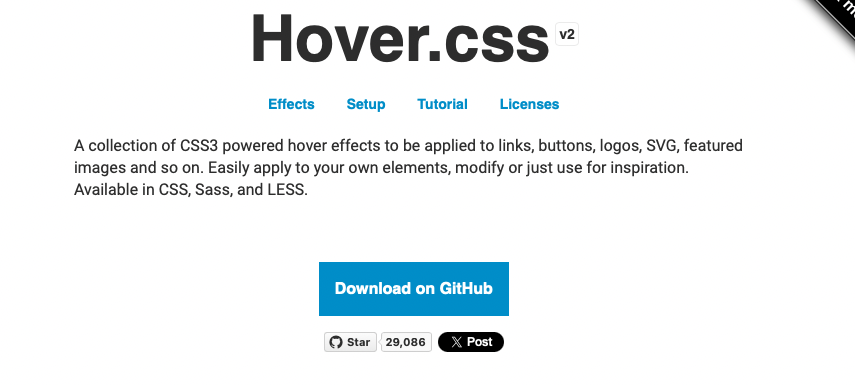 Hover.css v2
Effects Setup Tutorial Licenses
A collection of CSS3 powered hover effects to be applied to links, buttons, logos, SVG, featured
images and so on. Easily apply to your own elements, modify or just use for inspiration.
Available in CSS, Sass, and LESS.
Download on GitHub
Star 29,086 Post